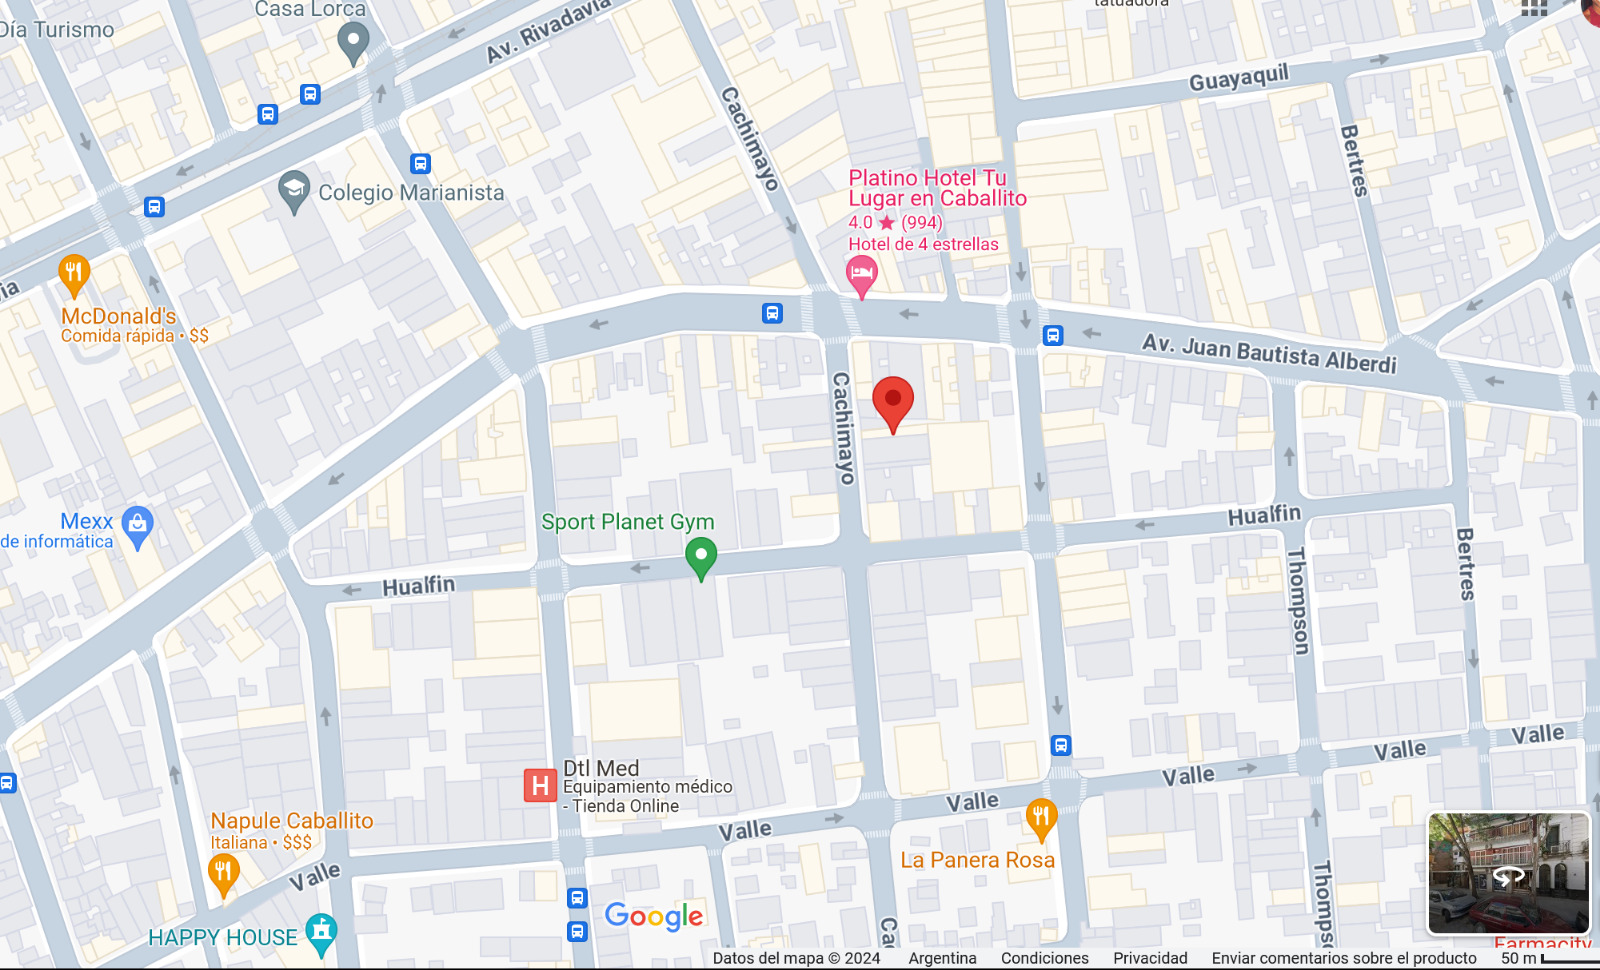 Casa Lorca
Día Turismo
Av. Rivadavia
tatuadora
Guayaquil
Cachimayo
Bertres
Platino Hotel Tu
Lugar en Caballito
4.0 ★ (994)
Hotel de 4 estrellas
Colegio Marianista
ia
McDonald's
Comida rápida • $$
Av. Juan Bautista Alberdi
Cachimayo
Mexx
de informática
Sport Planet Gym
Hualfin
Hualfin
Thompson
Bertres
Dtl Med
Equipamiento médico
- Tienda Online
H
Valle
Valle
Valle
Valle
Valle
Napule Caballito
Italiana • $$$
Valle
La Panera Rosa
HAPPY HOUSE
Google
Ca
Thomps
Farmacity
Datos del mapa © 2024 Argentina Condiciones Privacidad Enviar comentarios sobre el producto 50 m